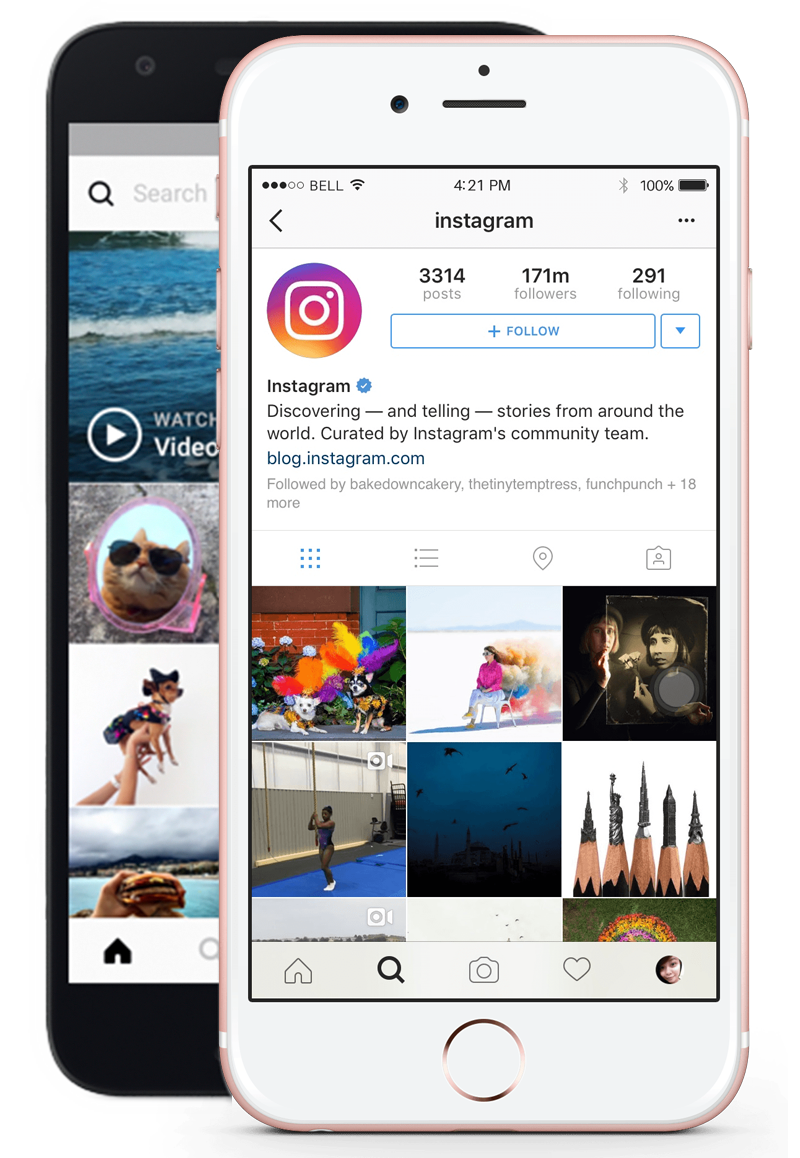 Search
WATCH
Video
BELL 4:21 PM 100%
instagram
3314 171m 291
posts followers following
+ FOLLOW
Instagram
Discovering — and telling — stories from around the
world. Curated by Instagram's community team.
blog.instagram.com
Followed by bakedowncakery, thetinytemptress, funchpunch + 18
more